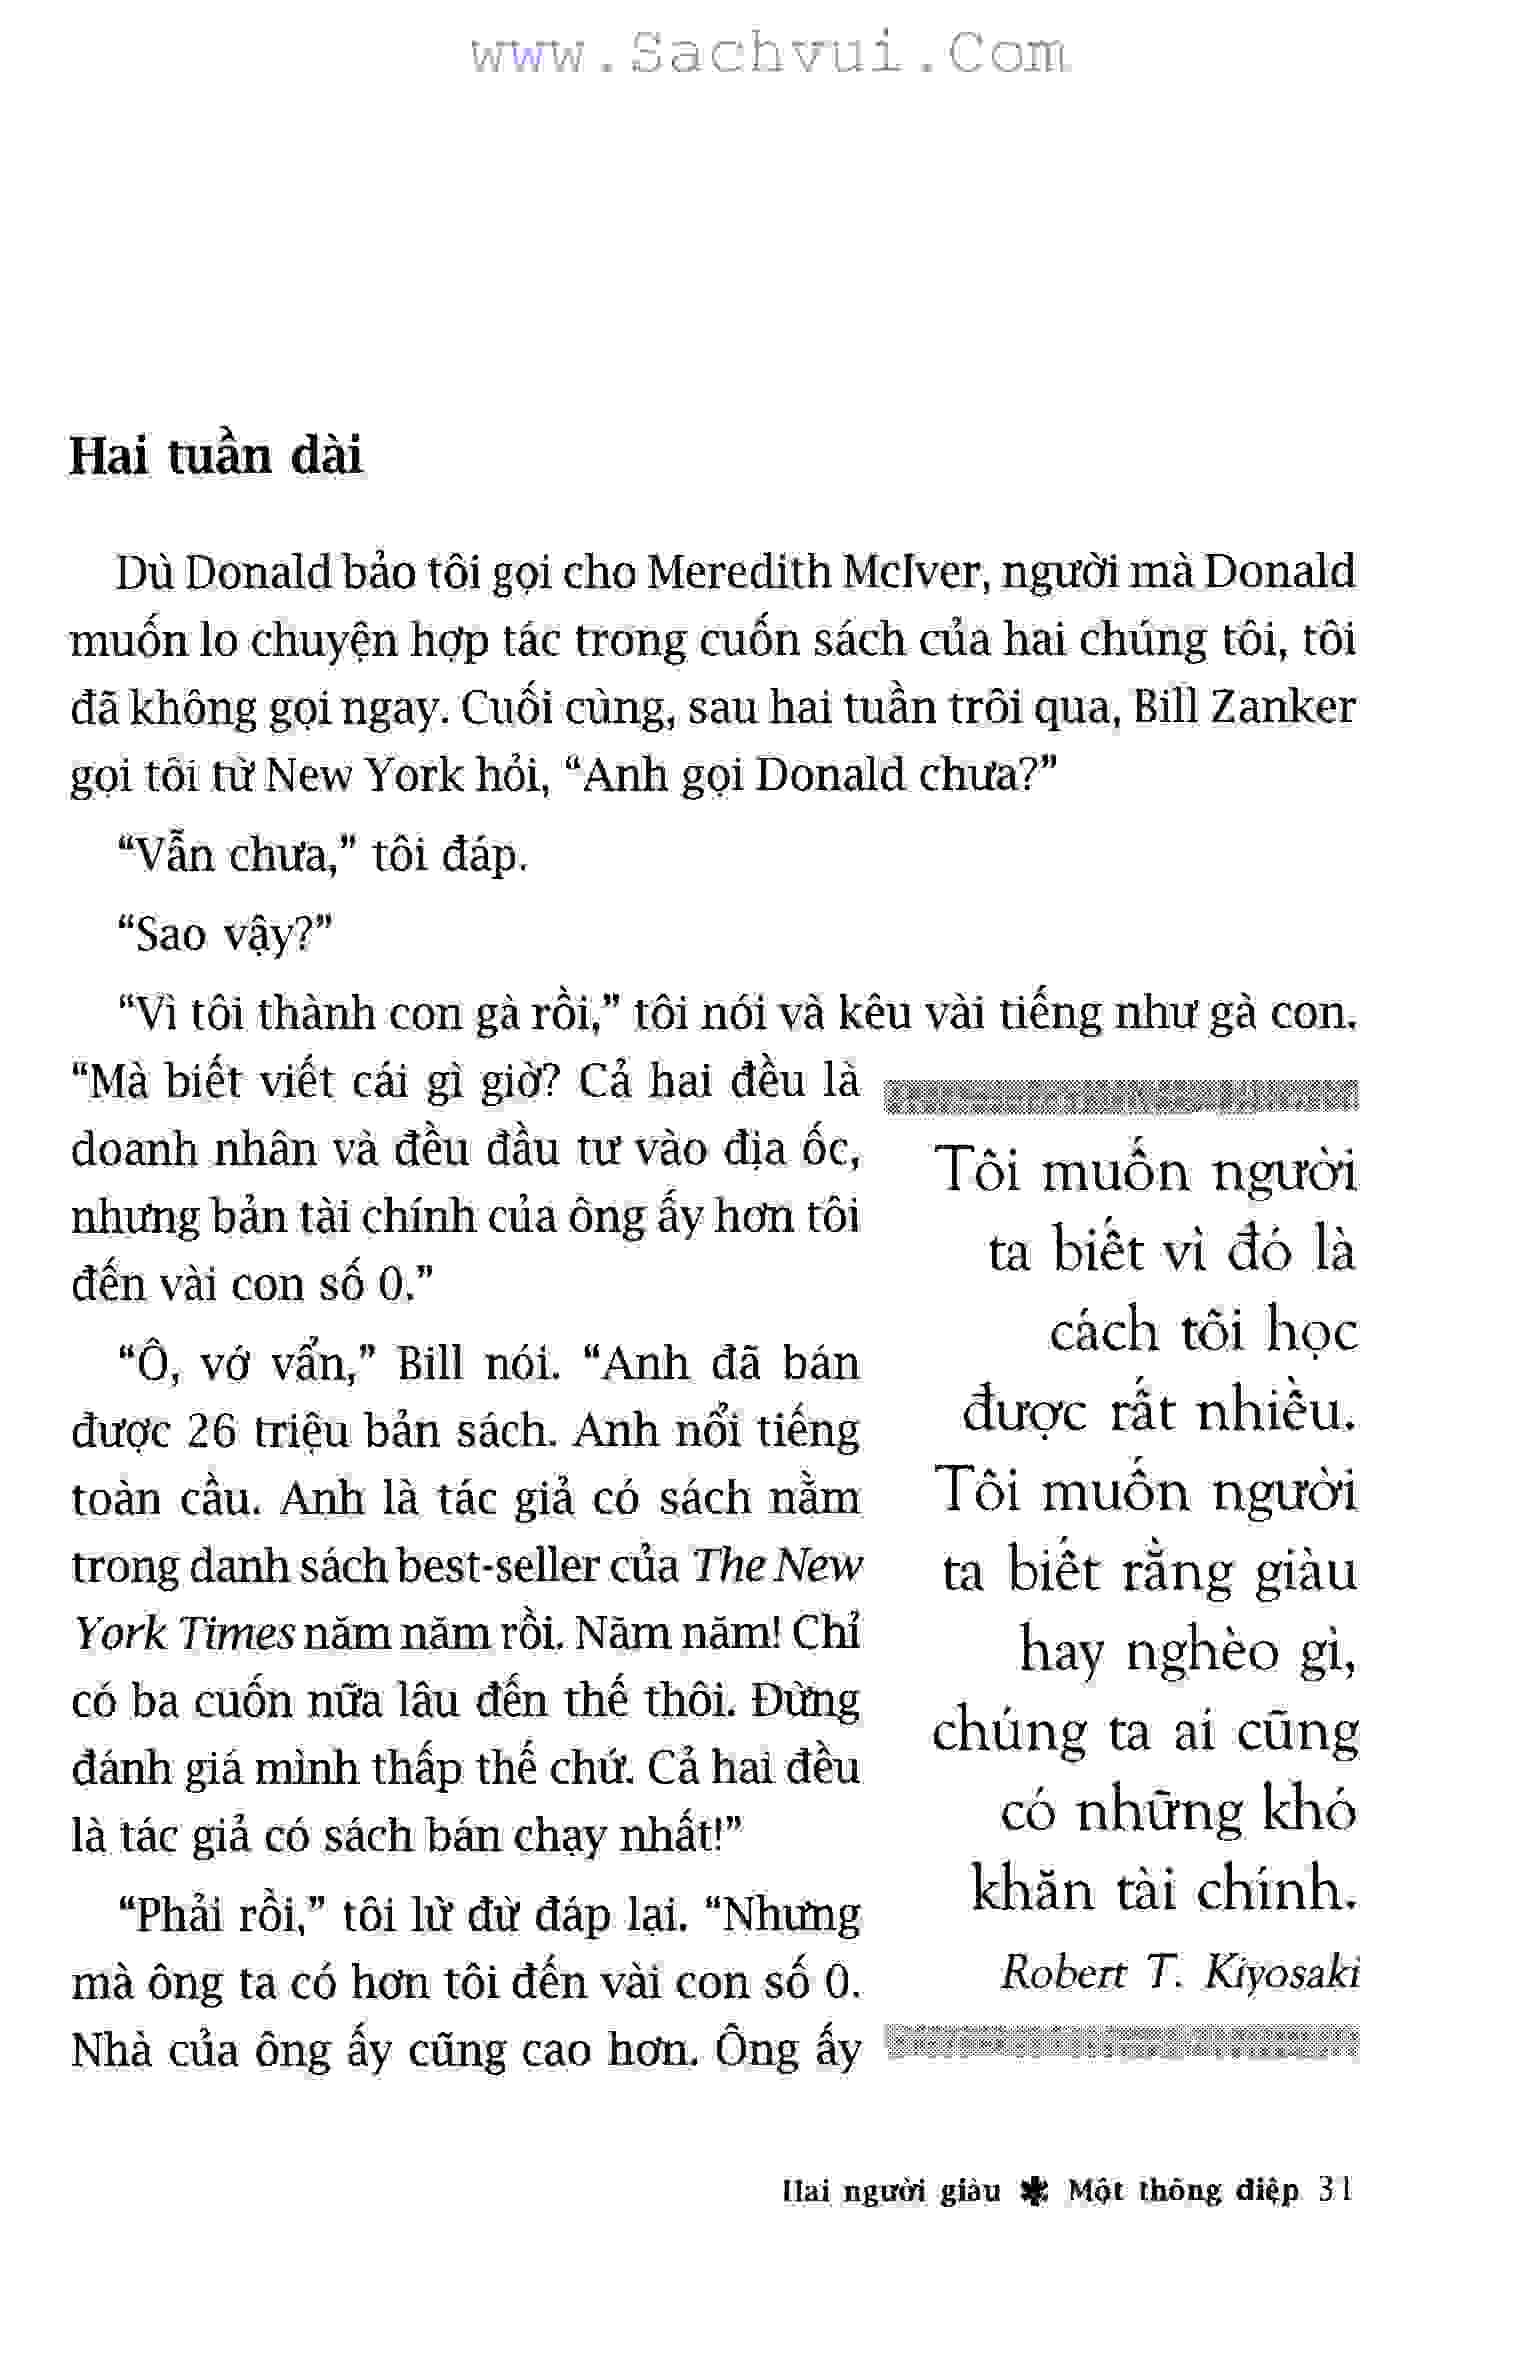 www.Sachvui.Com
Hai tuần dài
Dù Donald bảo tôi gọi cho Meredith McIver, người mà Donald
muốn lo chuyện hợp tác trong cuốn sách của hai chúng tôi, tôi
đã không gọi ngay. Cuối cùng, sau hai tuần trôi qua, Bill Zanker
gọi tôi từ New York hỏi, “Anh gọi Donald chưa?”
“Vẫn chưa,” tôi đáp.
“Sao vậy?”
“Vì tôi thành con gà rồi,” tôi nói và kêu vài tiếng như gà con.
“Mà biết viết cái gì giờ? Cả hai đều là
doanh nhân và đều đầu tư vào địa ốc,
nhưng bản tài chính của ông ấy hơn tôi
đến vài con số 0.”
“Ô, vớ vẩn,” Bill nói. “Anh đã bán
được 26 triệu bản sách. Anh nổi tiếng
toàn cầu. Anh là tác giả có sách nằm
trong danh sách best-seller của The New
York Times năm năm rồi. Năm năm! Chỉ
có ba cuốn nữa lâu đến thế thôi. Đừng
đánh giá mình thấp thế chứ. Cả hai đều
là tác giả có sách bán chạy nhất!”
“Phải rồi,” tôi lừ đừ đáp lại. “Nhưng
mà ông ta có hơn tôi đến vài con số 0.
Nhà của ông ấy cũng cao hơn. Ông ấy
Tôi muốn người
ta biết vì đó là
cách tôi học
được rất nhiều.
Tôi muốn người
ta biết rằng giàu
hay nghèo gì,
chúng ta ai cũng
có những khó
khăn tài chính.
Robert T. Kiyosaki
Hai người giàu ✱ Một thông điệp 31